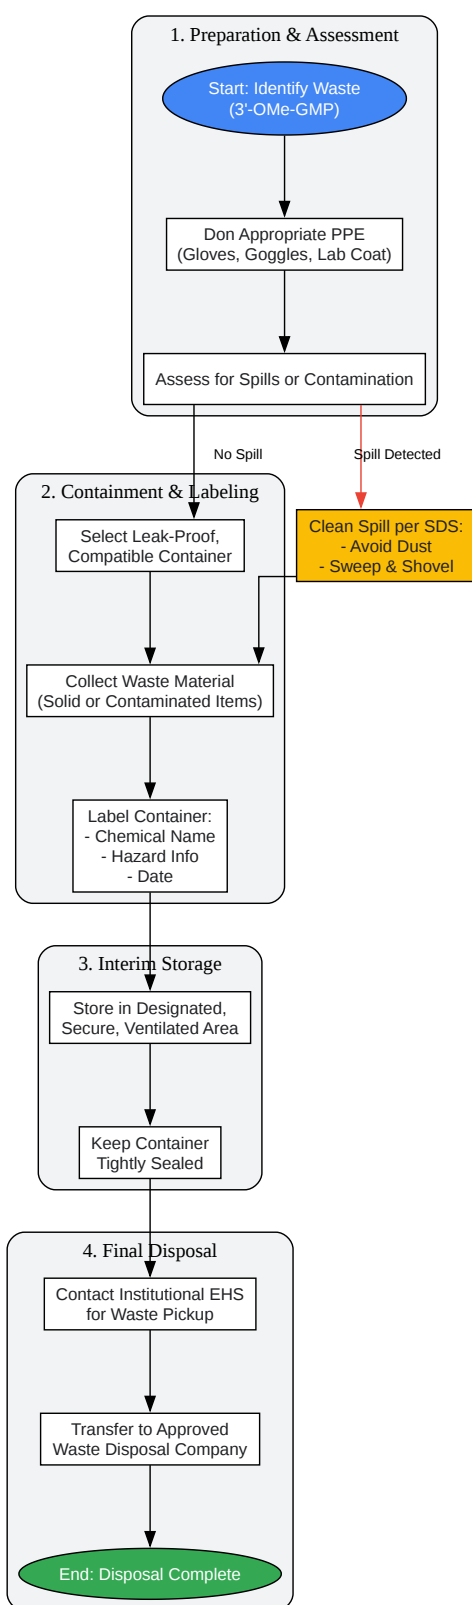 1. Preparation & Assessment
Start: Identify Waste
(3'-OMe-GMP)
Don Appropriate PPE
(Gloves, Goggles, Lab Coat)
Assess for Spills or Contamination
No Spill
Spill Detected
2. Containment & Labeling
Select Leak-Proof,
Compatible Container
Clean Spill per SDS:
- Avoid Dust
- Sweep & Shovel
Collect Waste Material
(Solid or Contaminated Items)
Label Container:
- Chemical Name
- Hazard Info
- Date
3. Interim Storage
Store in Designated,
Secure, Ventilated Area
Keep Container
Tightly Sealed
4. Final Disposal
Contact Institutional EHS
for Waste Pickup
Transfer to Approved
Waste Disposal Company
End: Disposal Complete